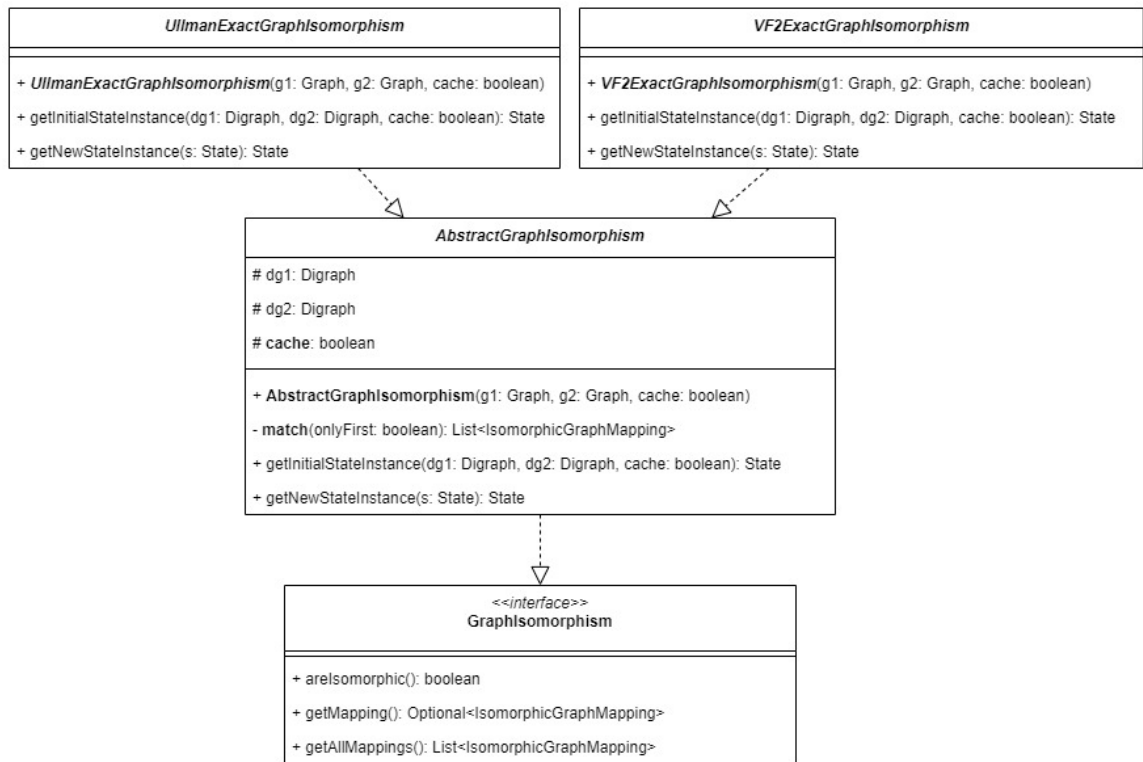 UllmanExactGraphIsomorphism
+ UllmanExactGraphIsomorphism(g1: Graph, g2: Graph, cache: boolean)
+ getInitialStateInstance(dg1: Digraph, dg2: Digraph, cache: boolean): State
+ getNewStateInstance(s: State): State
VF2ExactGraphIsomorphism
+ VF2ExactGraphIsomorphism(g1: Graph, g2: Graph, cache: boolean)
+ getInitialStateInstance(dg1: Digraph, dg2: Digraph, cache: boolean): State
+ getNewStateInstance(s: State): State
AbstractGraphIsomorphism
# dg1: Digraph
# dg2: Digraph
# cache: boolean
+ AbstractGraphIsomorphism(g1: Graph, g2: Graph, cache: boolean)
- match(onlyFirst: boolean): List<IsomorphicGraphMapping>
+ getInitialStateInstance(dg1: Digraph, dg2: Digraph, cache: boolean): State
+ getNewStateInstance(s: State): State
<<interface>>
GraphIsomorphism
+ areIsomorphic(): boolean
+ getMapping(): Optional<IsomorphicGraphMapping>
+ getAllMappings(): List<IsomorphicGraphMapping>